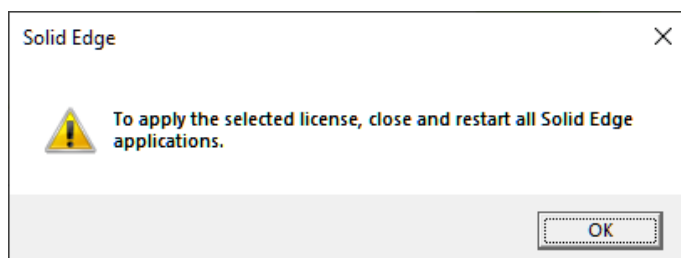 Solid Edge
To apply the selected license, close and restart all Solid Edge
applications.
OK